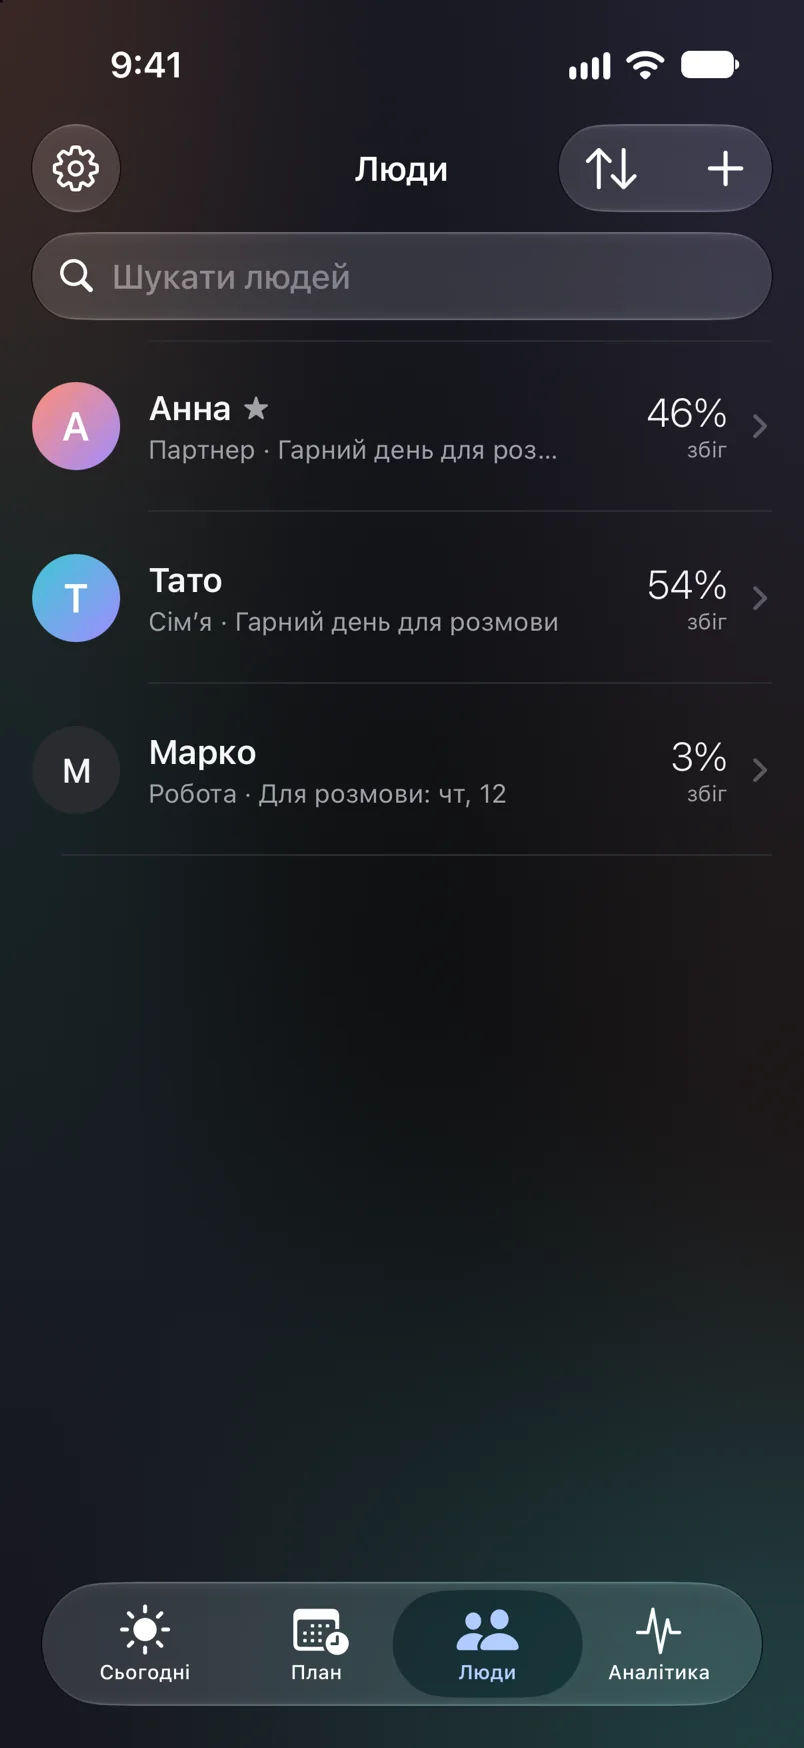 9:41
Люди
Шукати людей
А
Анна ★
Партнер · Гарний день для роз...
46%
збіг
Т
Тато
Сім’я · Гарний день для розмови
54%
збіг
М
Марко
Робота · Для розмови: чт, 12
3%
збіг
Сьогодні
План
Люди
Аналітика